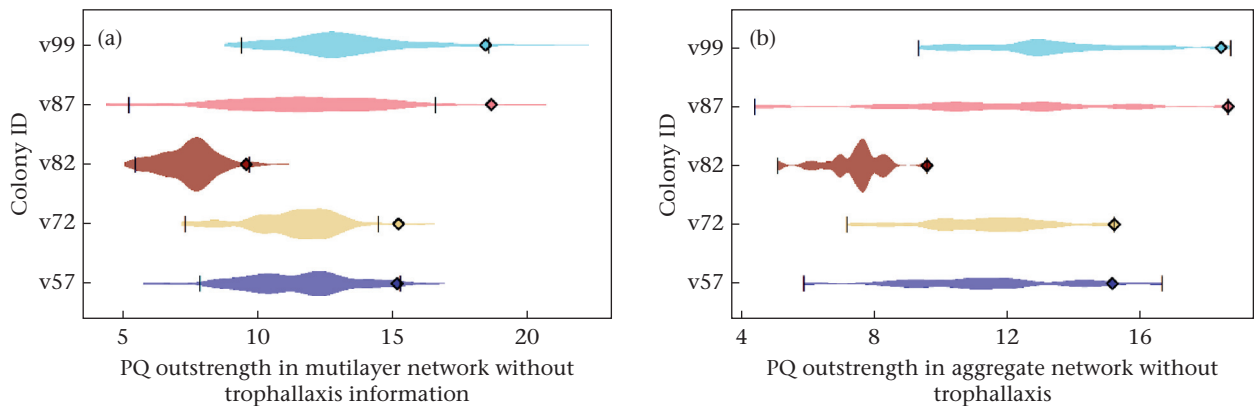 (a)
Colony ID
v99
v87
v82
v72
v57
5 10 15 20
PQ outstrength in mutilayer network without
trophallaxis information
(b)
Colony ID
v99
v87
v82
v72
v57
4 8 12 16
PQ outstrength in aggregate network without
trophallaxis